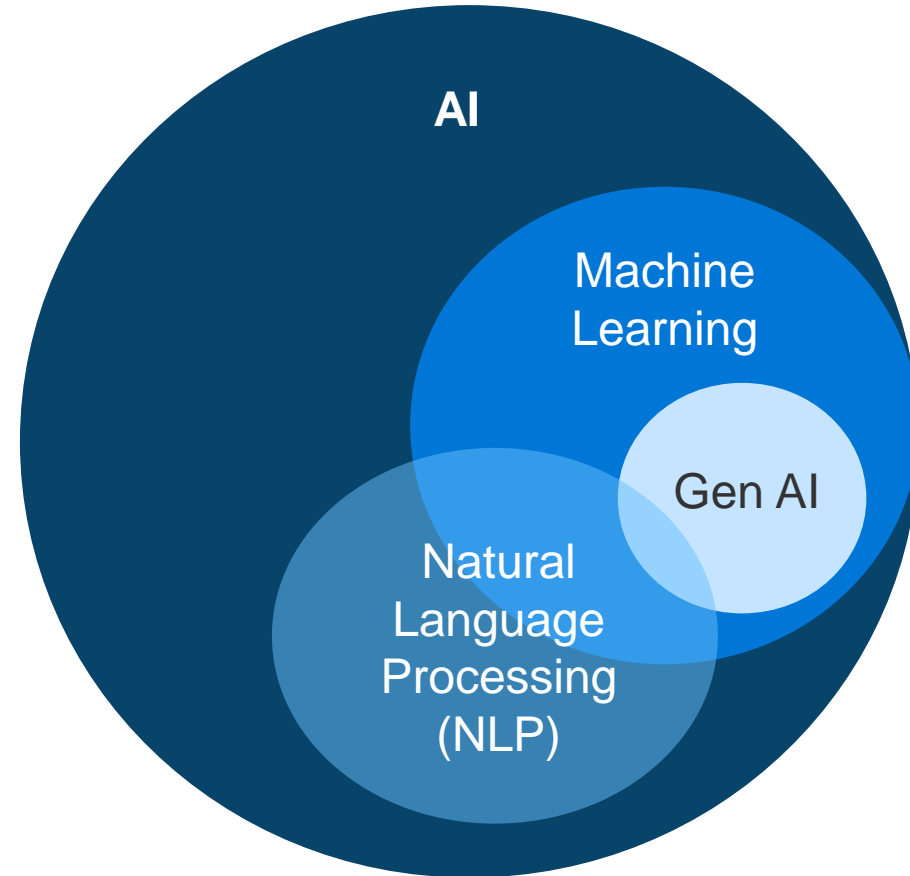 AI
Machine
Learning
Gen AI
Natural
Language
Processing
(NLP)